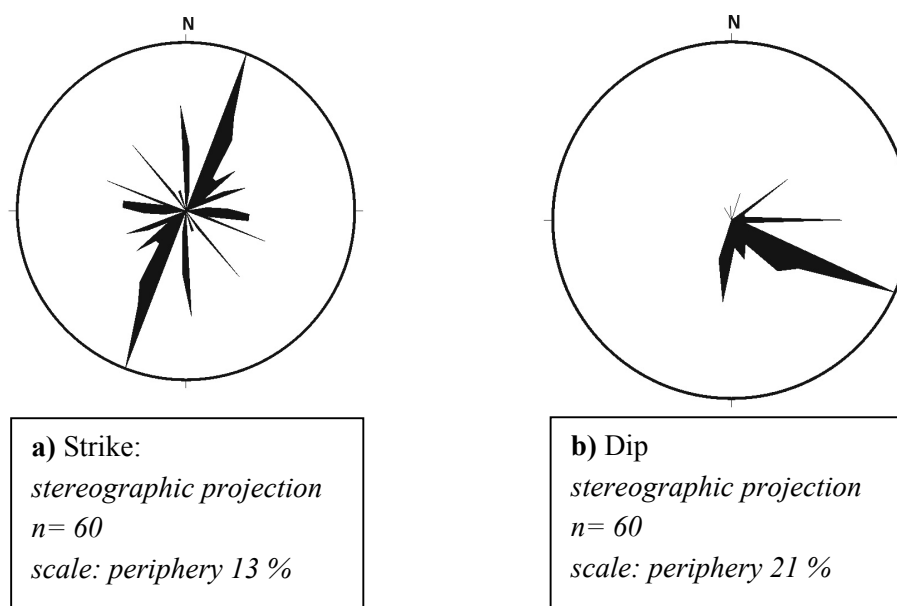 N
N
a) Strike:
stereographic projection
n= 60
scale: periphery 13 %
b) Dip
stereographic projection
n= 60
scale: periphery 21 %